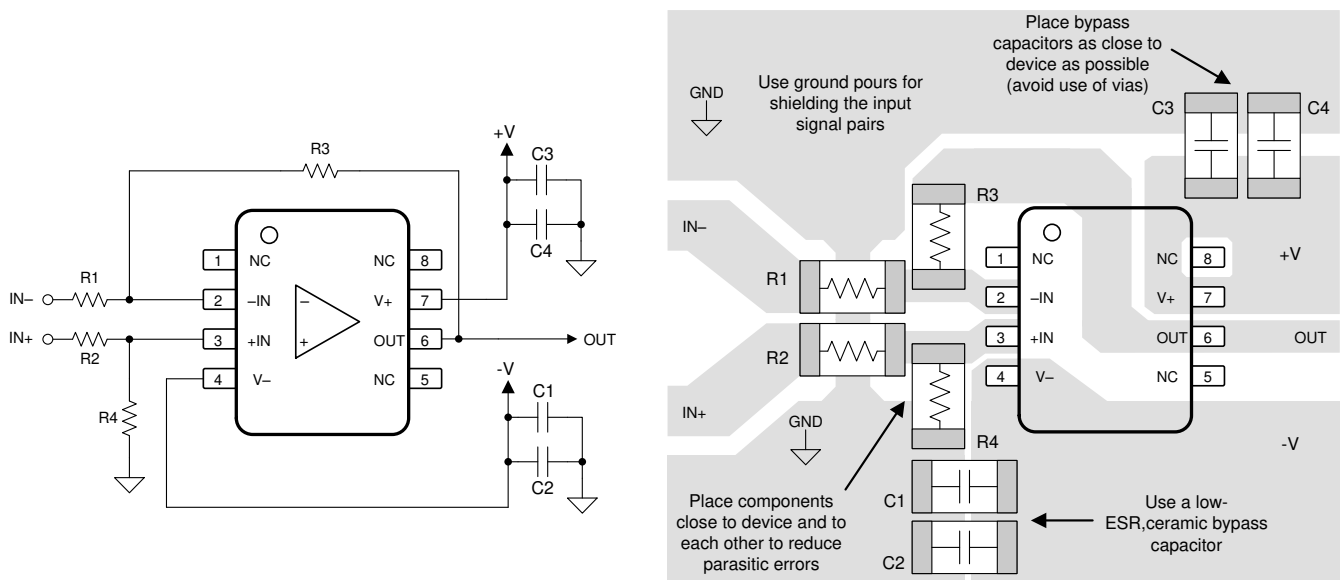 R3
+V
C3
C4
1
NC
NC
8
R1
IN–
2
–IN
–
V+
7
IN+
R2
3
+IN
+
OUT
6
OUT
4
V–
NC
5
R4
-V
C1
C2
Place bypass
capacitors as close to
device as possible
(avoid use of vias)
Use ground pours for
shielding the input
signal pairs
GND
C3
C4
R3
IN–
1
NC
NC
8
+V
R1
2
–IN
V+
7
3
+IN
OUT
6
OUT
R2
4
V–
NC
5
IN+
GND
R4
-V
C1
C2
Place components
close to device and to
each other to reduce
parasitic errors
Use a low-
ESR,ceramic bypass
capacitor